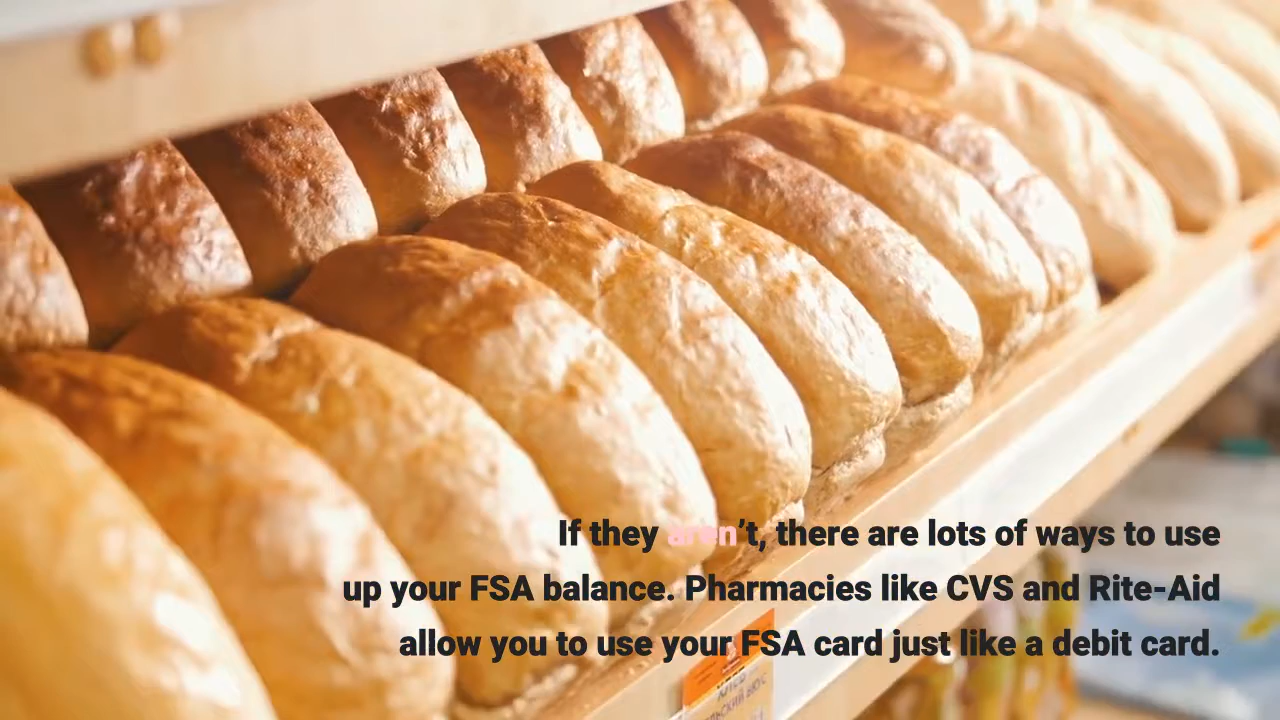 If they aren’t, there are lots of ways to use
up your FSA balance. Pharmacies like CVS and Rite-Aid
allow you to use your FSA card just like a debit card.